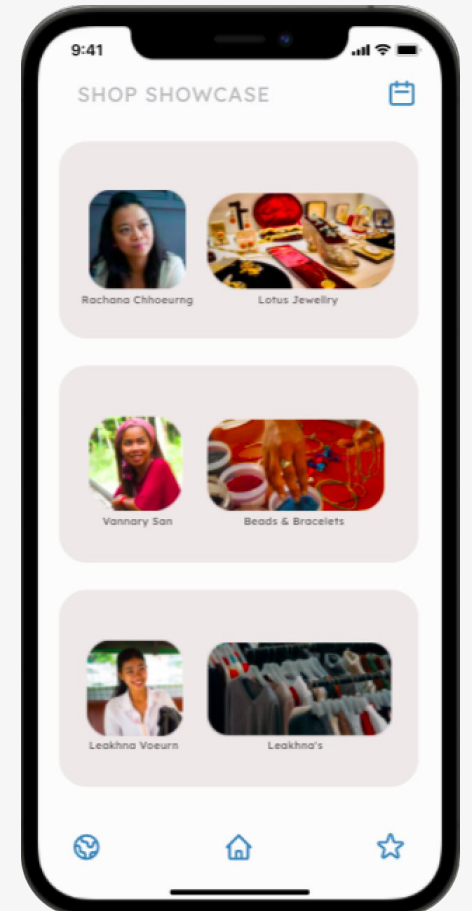 9:41
SHOP SHOWCASE
Rachana Chhoeurng
Lotus Jewellry
Vannary San
Beads & Bracelets
Leakhna Voeurn
Leakhna's